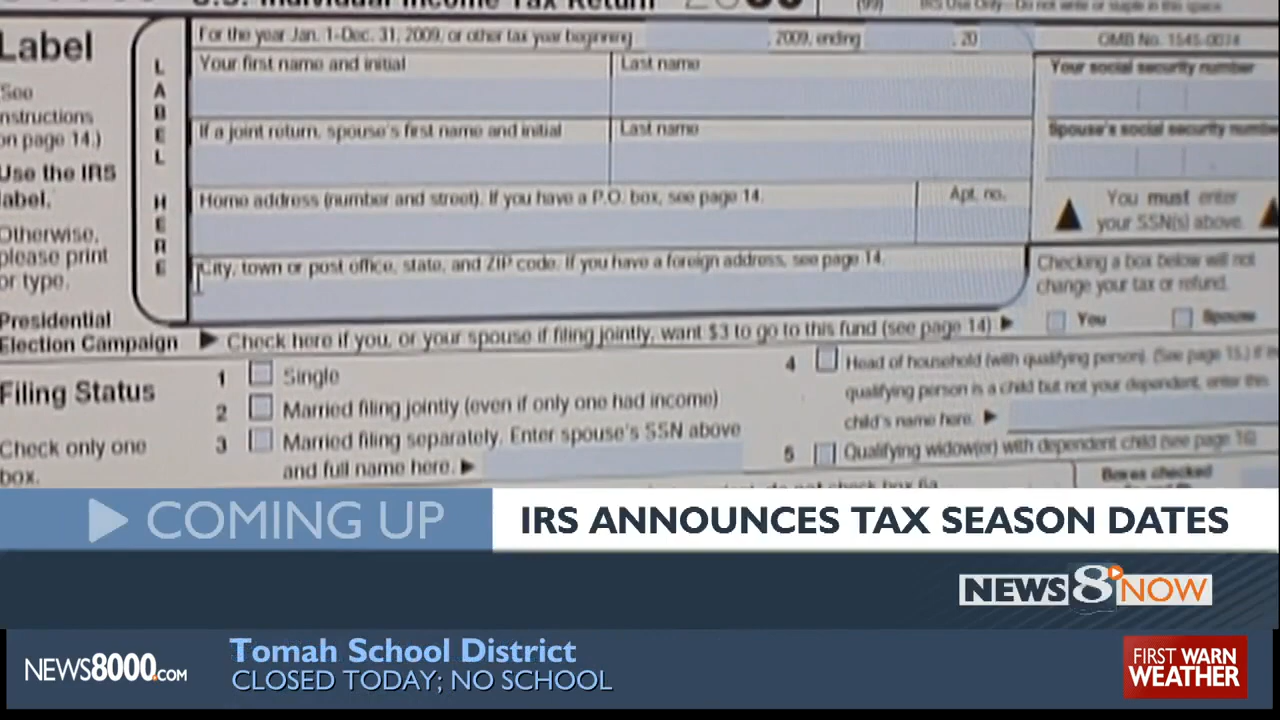 U.S. Individual Income Tax Return
(99) IRS Use Only—Do not write or staple in this space.
Label
For the year Jan. 1–Dec. 31, 2009, or other tax year beginning , 2009, ending , 20 OMB No. 1545-0074
Your first name and initial Last name Your social security number
See
instructions
on page 14.)
LABEL HERE
If a joint return, spouse's first name and initial Last name Spouse's social security number
Use the IRS
label.
Home address (number and street). If you have a P.O. box, see page 14. Apt. no.
You must enter
your SSN(s) above.
Otherwise,
please print
or type.
City, town or post office, state, and ZIP code. If you have a foreign address, see page 14.
Checking a box below will not
change your tax or refund.
Presidential
Election Campaign
Check here if you, or your spouse if filing jointly, want $3 to go to this fund (see page 14) You Spouse
Filing Status
Check only one
box.
1 Single
2 Married filing jointly (even if only one had income)
3 Married filing separately. Enter spouse's SSN above
and full name here.
4 Head of household (with qualifying person). (See page 15.) If
qualifying person is a child but not your dependent, enter this
child's name here.
5 Qualifying widow(er) with dependent child (see page 16)
Boxes checked
COMING UP
IRS ANNOUNCES TAX SEASON DATES
NEWS 8 NOW
NEWS8000.com
Tomah School District
CLOSED TODAY; NO SCHOOL
FIRST WARN
WEATHER